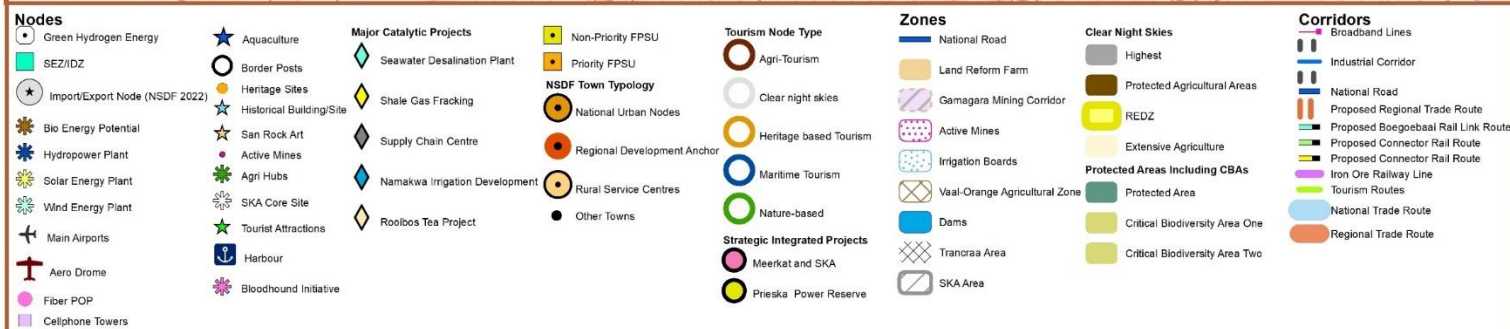 Nodes
Green Hydrogen Energy
SEZ/IDZ
Import/Export Node (NSDF 2022)
Bio Energy Potential
Hydropower Plant
Solar Energy Plant
Wind Energy Plant
Main Airports
Aero Drome
Fiber POP
Cellphone Towers
Aquaculture
Border Posts
Heritage Sites
Historical Building/Site
San Rock Art
Active Mines
Agri Hubs
SKA Core Site
Tourist Attractions
Harbour
Bloodhound Initiative
Major Catalytic Projects
Seawater Desalination Plant
Shale Gas Fracking
Supply Chain Centre
Namakwa Irrigation Development
Rooibos Tea Project
Non-Priority FPSU
Priority FPSU
NSDF Town Typology
National Urban Nodes
Regional Development Anchor
Rural Service Centres
Other Towns
Tourism Node Type
Agri-Tourism
Clear night skies
Heritage based Tourism
Maritime Tourism
Nature-based
Strategic Integrated Projects
Meerkat and SKA
Prieska Power Reserve
Zones
National Road
Land Reform Farm
Gamagara Mining Corridor
Active Mines
Irrigation Boards
Vaal-Orange Agricultural Zone
Dams
Trancraa Area
SKA Area
Clear Night Skies
Highest
Protected Agricultural Areas
REDZ
Extensive Agriculture
Protected Areas Including CBAs
Protected Area
Critical Biodiversity Area One
Critical Biodiversity Area Two
Corridors
Broadband Lines
Industrial Corridor
National Road
Proposed Regional Trade Route
Proposed Boegoebaai Rail Link Route
Proposed Connector Rail Route
Proposed Connector Rail Route
Iron Ore Railway Line
Tourism Routes
National Trade Route
Regional Trade Route